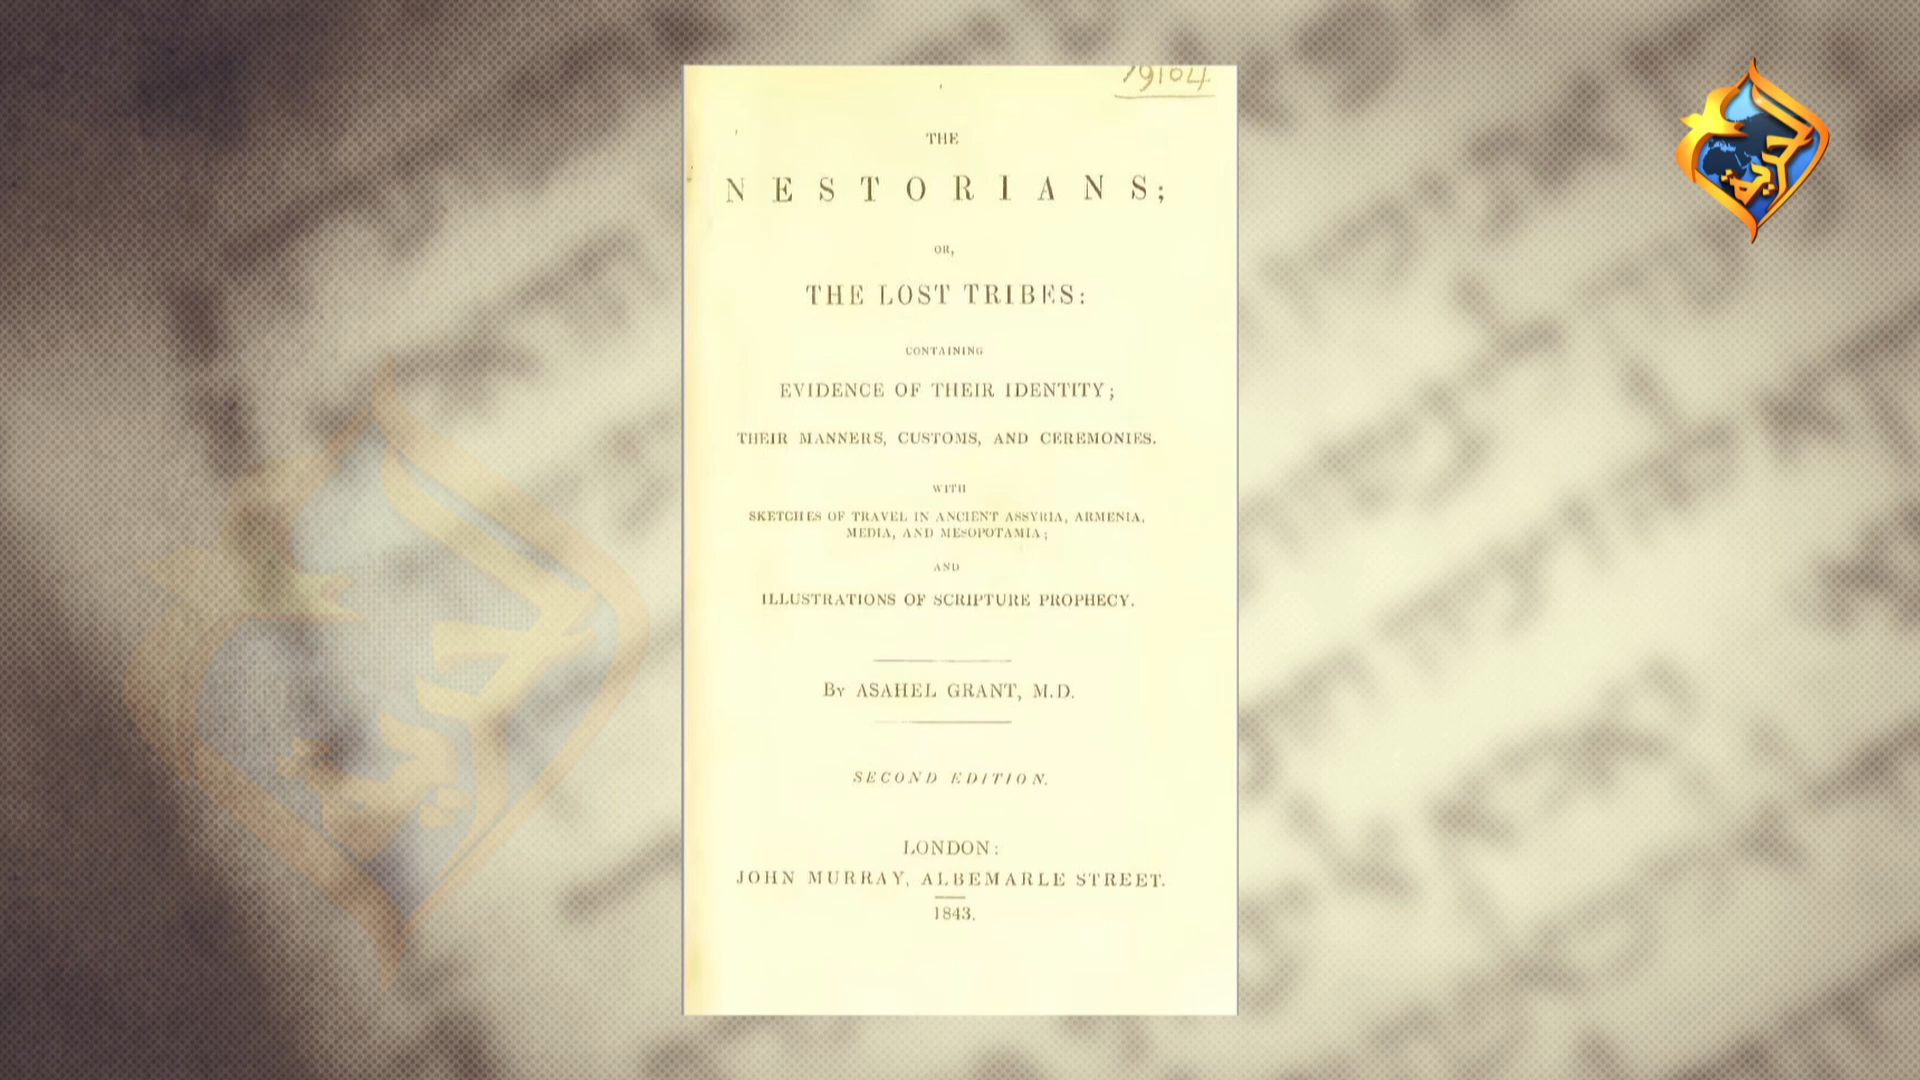 19164
THE
NESTORIANS;
OR,
THE LOST TRIBES:
CONTAINING
EVIDENCE OF THEIR IDENTITY;
THEIR MANNERS, CUSTOMS, AND CEREMONIES.
WITH
SKETCHES OF TRAVEL IN ANCIENT ASSYRIA, ARMENIA,
MEDIA, AND MESOPOTAMIA;
AND
ILLUSTRATIONS OF SCRIPTURE PROPHECY.
By ASAHEL GRANT, M.D.
SECOND EDITION.
LONDON:
JOHN MURRAY, ALBEMARLE STREET.
1843.
الحرية